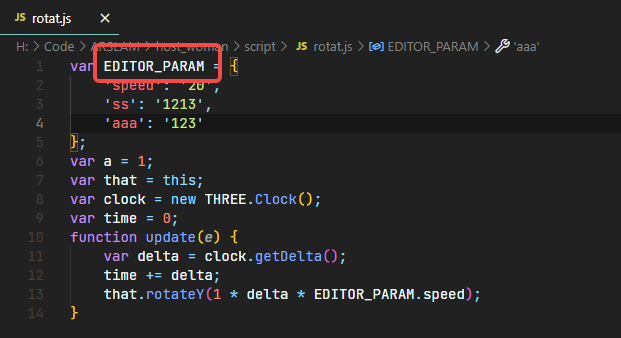 JS rotat.js ×
H: > Code > ARSLAM > host_woman > script > JS rotat.js > EDITOR_PARAM > 'aaa'
1 var EDITOR_PARAM = {
2 'speed': '20',
3 'ss': '1213',
4 'aaa': '123'
5 };
6 var a = 1;
7 var that = this;
8 var clock = new THREE.Clock();
9 var time = 0;
10 function update(e) {
11 var delta = clock.getDelta();
12 time += delta;
13 that.rotateY(1 * delta * EDITOR_PARAM.speed);
14 }